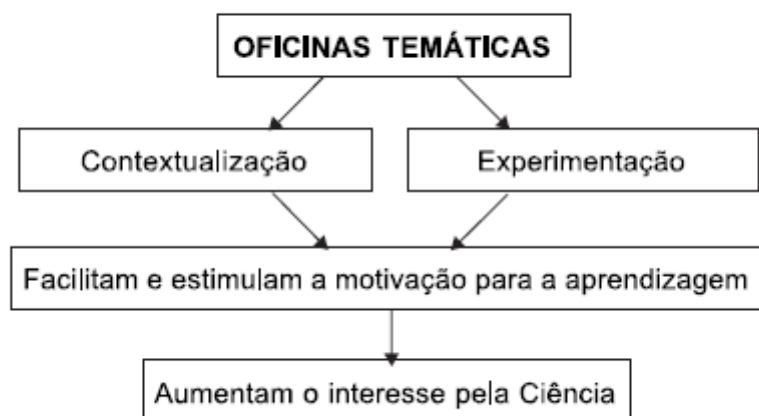 OFICINAS TEMÁTICAS
Contextualização
Experimentação
Facilitam e estimulam a motivação para a aprendizagem
Aumentam o interesse pela Ciência